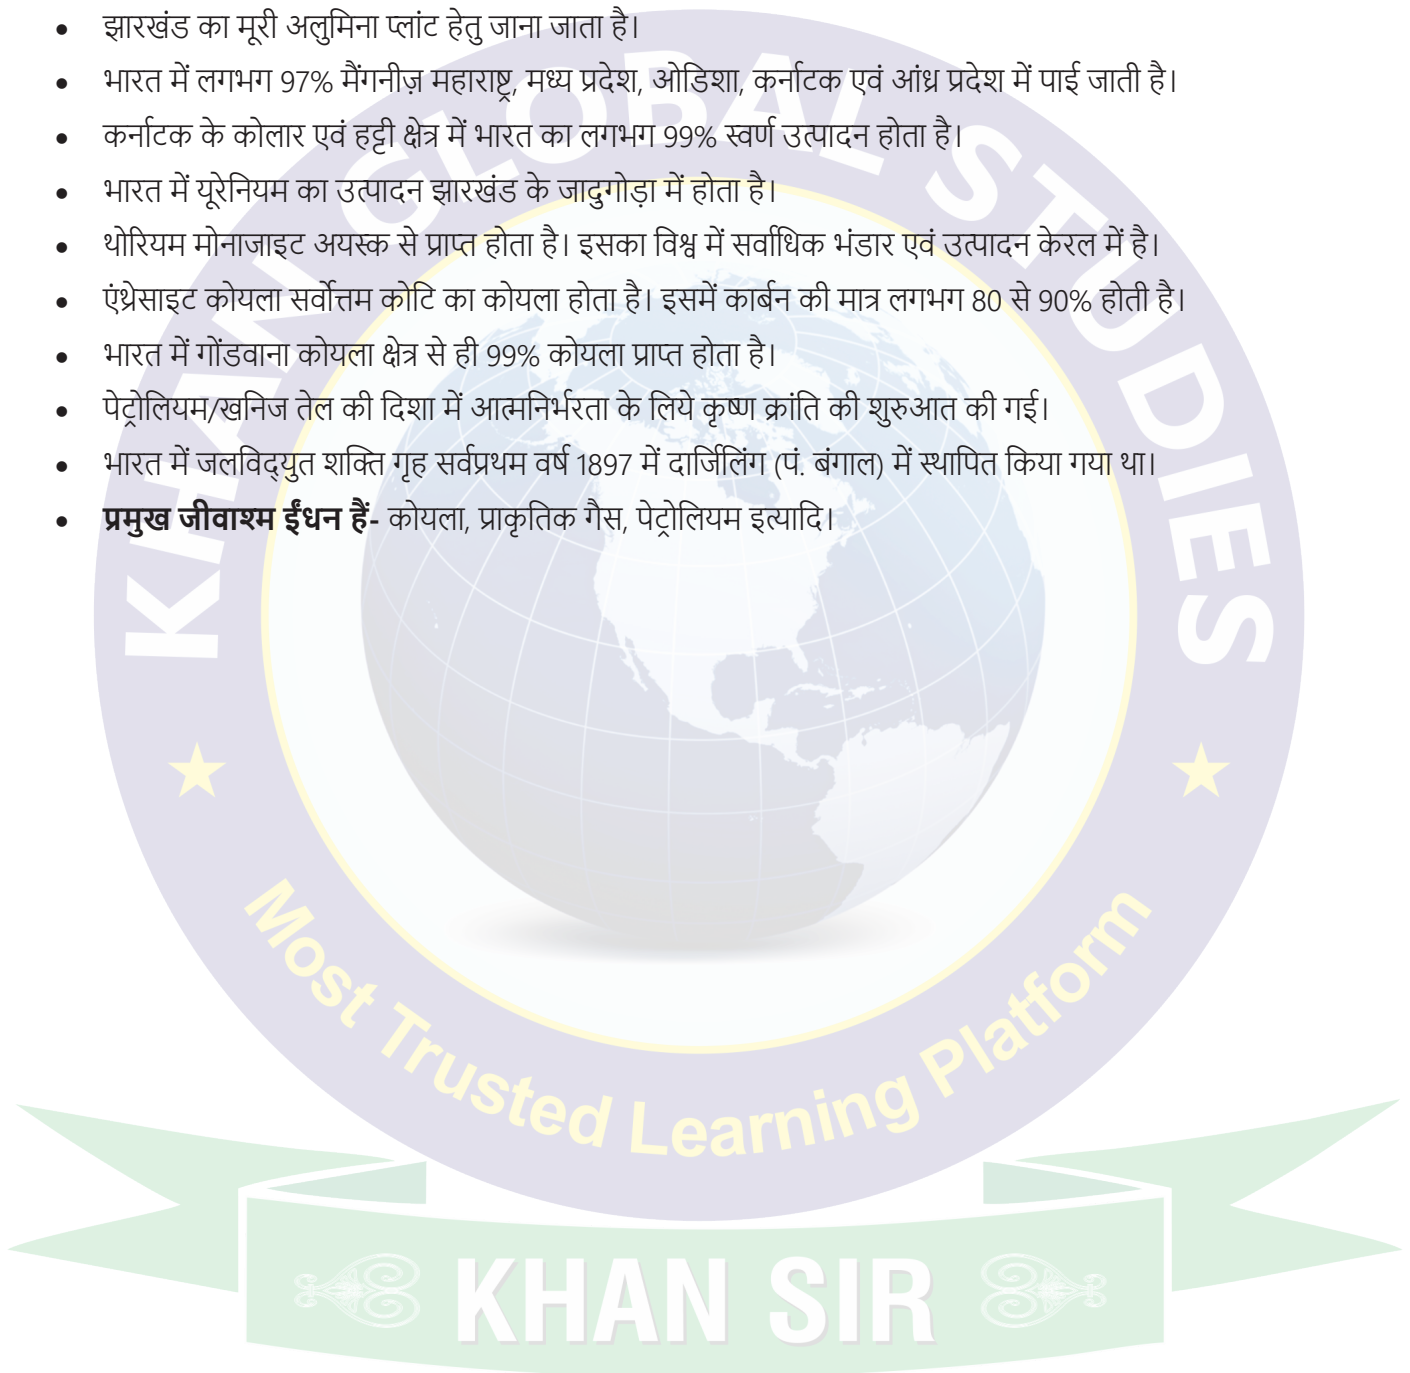 • झारखंड का मूरी अलुमिना प्लांट हेतु जाना जाता है।
• भारत में लगभग 97% मैंगनीज़ महाराष्ट्र, मध्य प्रदेश, ओडिशा, कर्नाटक एवं आंध्र प्रदेश में पाई जाती है।
• कर्नाटक के कोलार एवं हट्टी क्षेत्र में भारत का लगभग 99% स्वर्ण उत्पादन होता है।
• भारत में यूरेनियम का उत्पादन झारखंड के जादुगोड़ा में होता है।
• थोरियम मोनाजाइट अयस्क से प्राप्त होता है। इसका विश्व में सर्वाधिक भंडार एवं उत्पादन केरल में है।
• एंथ्रेसाइट कोयला सर्वोत्तम कोटि का कोयला होता है। इसमें कार्बन की मात्र लगभग 80 से 90% होती है।
• भारत में गोंडवाना कोयला क्षेत्र से ही 99% कोयला प्राप्त होता है।
• पेट्रोलियम/खनिज तेल की दिशा में आत्मनिर्भरता के लिये कृष्ण क्रांति की शुरुआत की गई।
• भारत में जलविद्युत शक्ति गृह सर्वप्रथम वर्ष 1897 में दार्जिलिंग (पं. बंगाल) में स्थापित किया गया था।
• प्रमुख जीवाश्म ईंधन हैं- कोयला, प्राकृतिक गैस, पेट्रोलियम इत्यादि।
KHAN GLOBAL STUDIES
Most Trusted Learning Platform
KHAN SIR